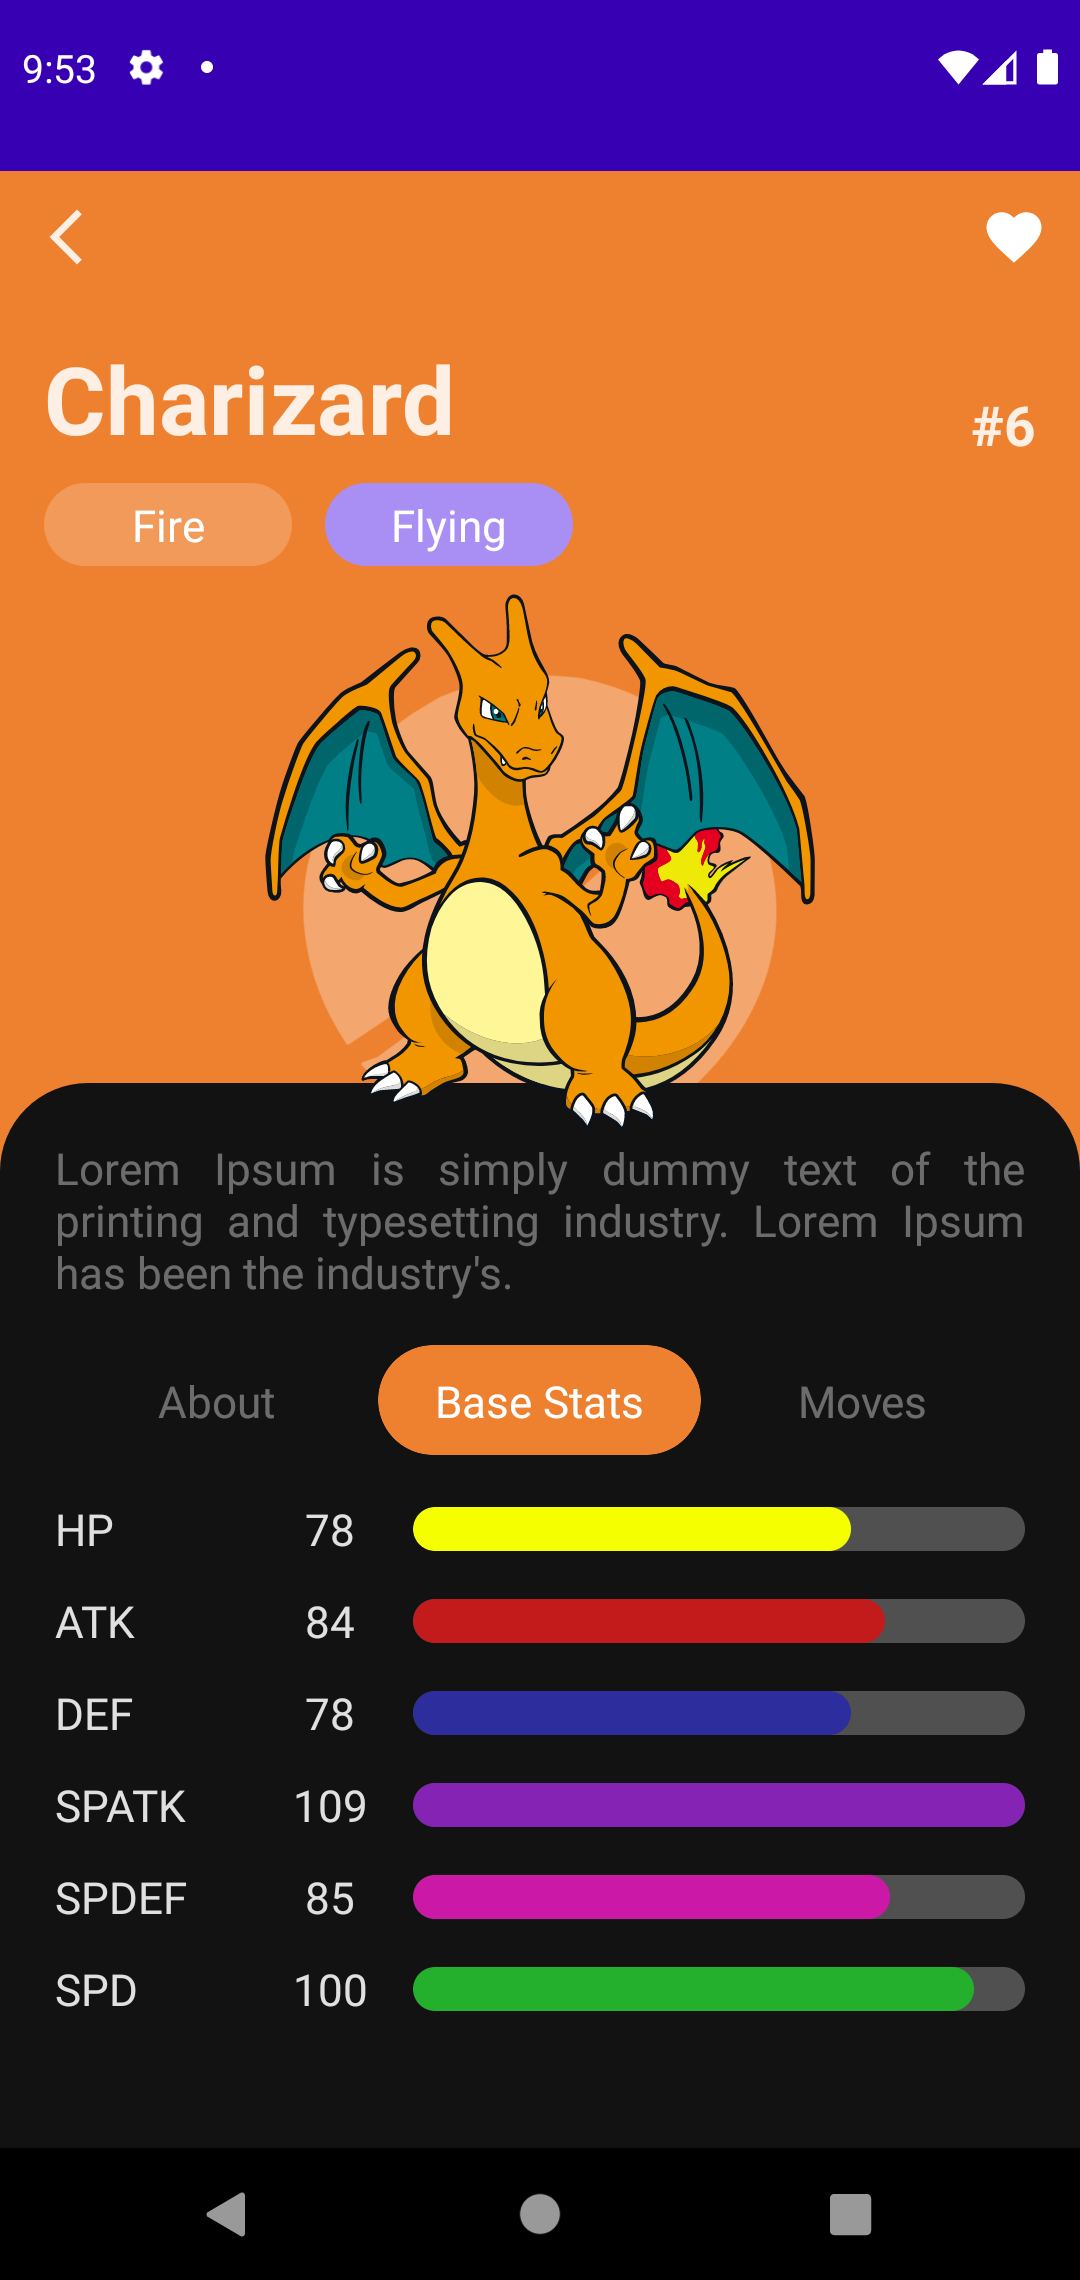 9:53
Charizard
#6
Fire Flying
Lorem Ipsum is simply dummy text of the
printing and typesetting industry. Lorem Ipsum
has been the industry's.
About Base Stats Moves
HP 78
ATK 84
DEF 78
SPATK 109
SPDEF 85
SPD 100